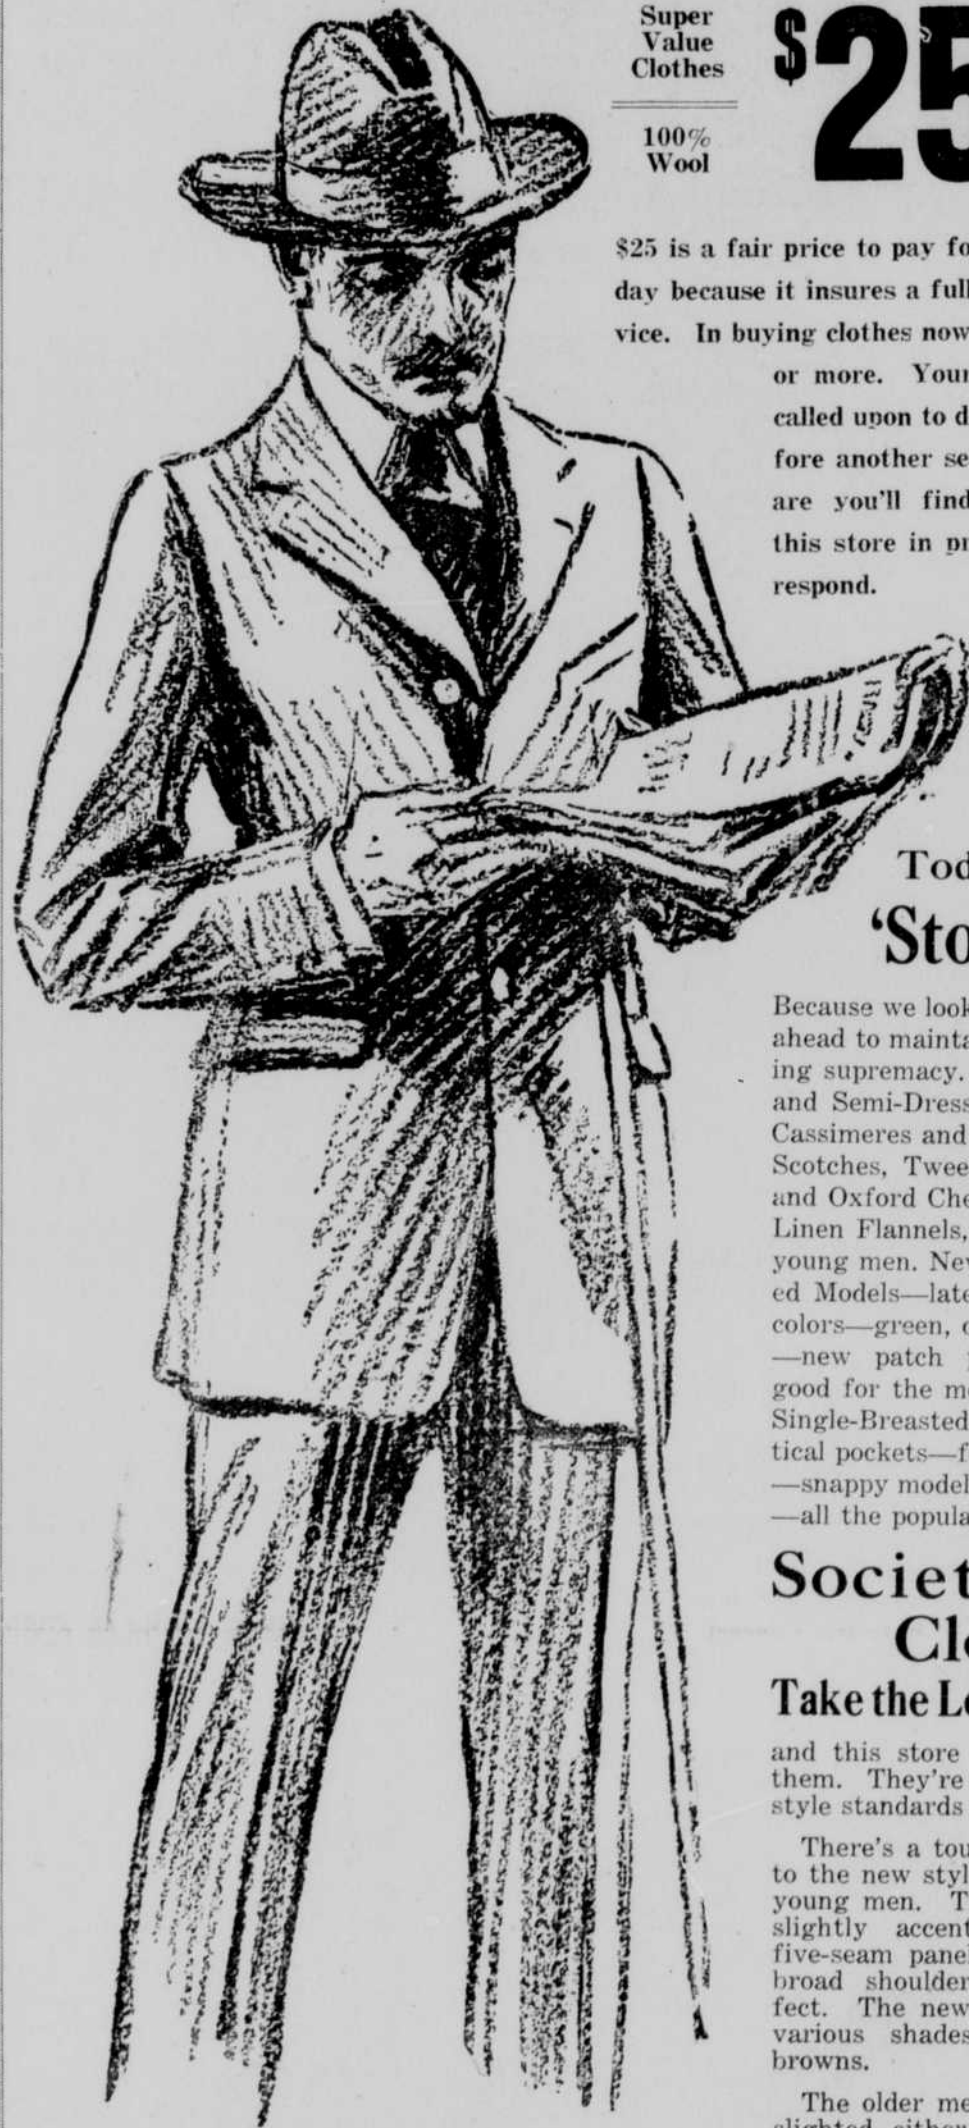 Super
Value
Clothes
100%
Wool
$25
$25 is a fair price to pay fo
day because it insures a full
vice. In buying clothes now
or more. Your
called upon to d
fore another se
are you'll find
this store in pr
respond.
Tod
'Sto
Because we look
ahead to mainta
ing supremacy.
and Semi-Dress
Cassimeres and
Scotches, Twee
and Oxford Che
Linen Flannels,
young men. Nev
ed Models—late
colors—green,
—new patch
good for the m
Single-Breasted
tical pockets—f
—snappy model
—all the popula
Societ
Clo
Take the Le
and this store
them. They're
style standards
There's a tou
to the new styl
young men. T
slightly accent
five-seam pane
broad shoulder
fect. The new
various shades
browns.
The older me
slighted either